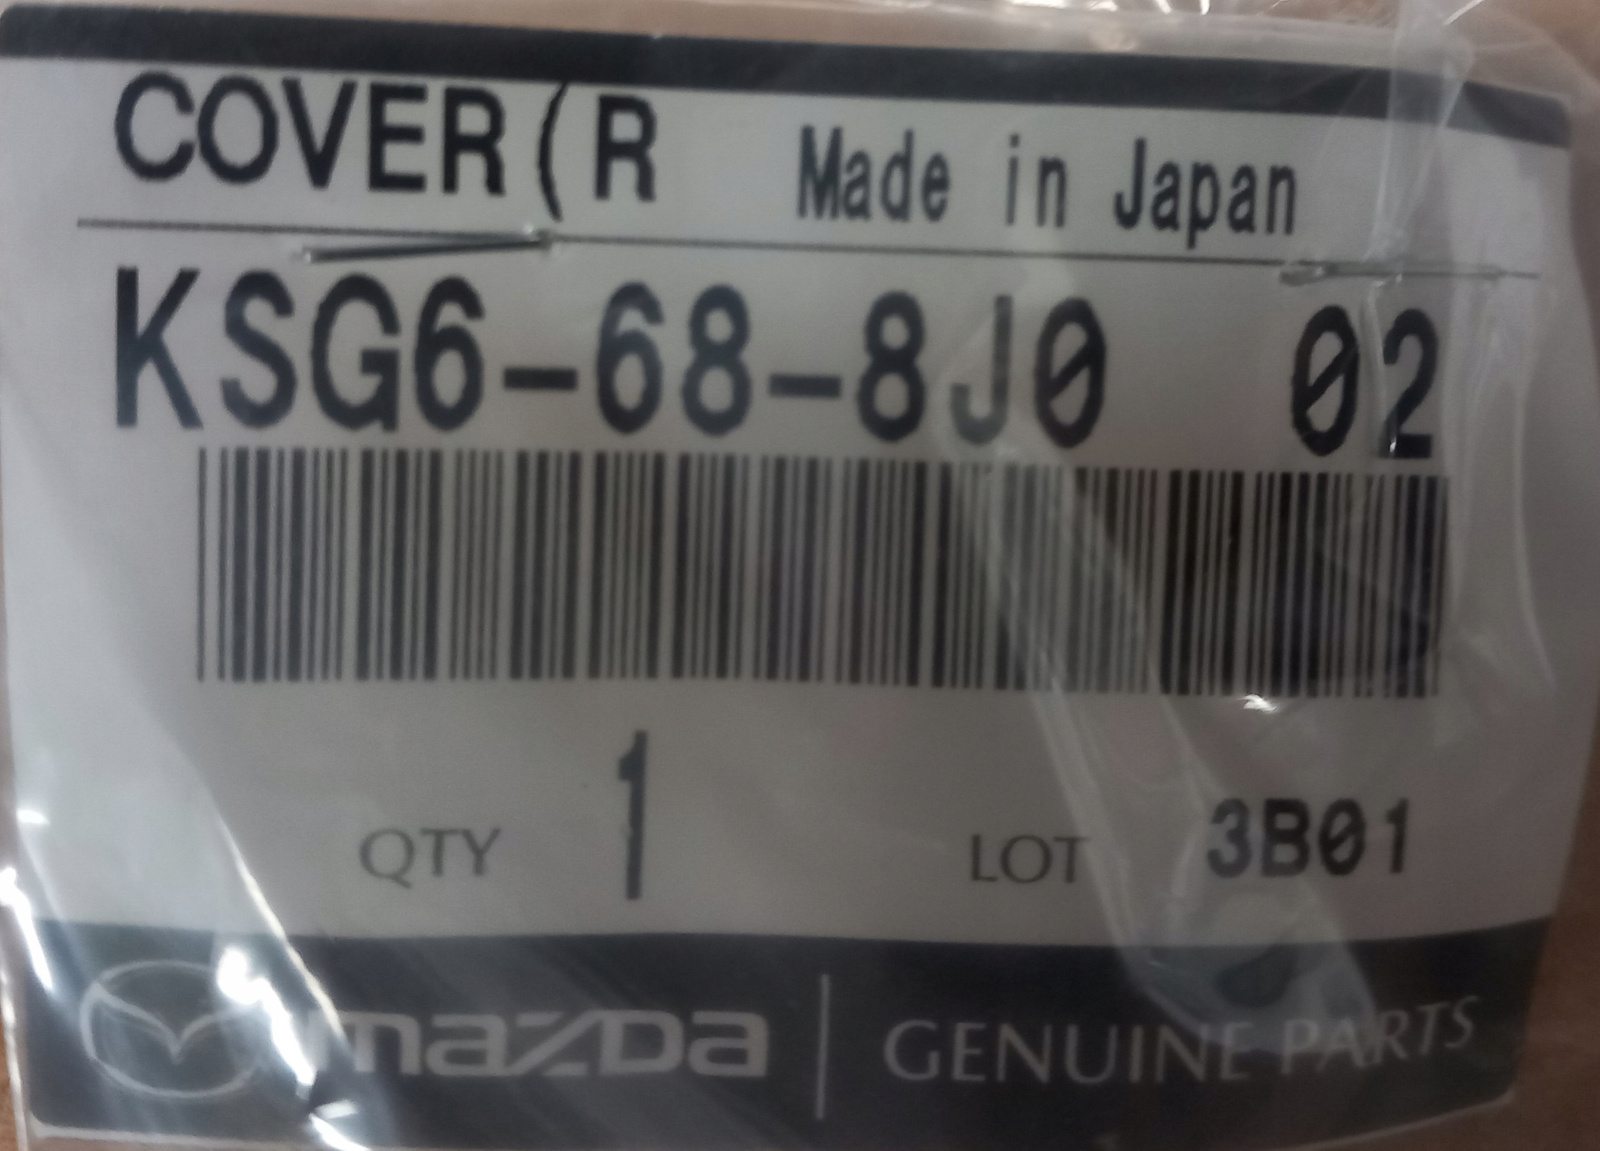 COVER(R Made in Japan
KSG6-68-8J0 02
QTY 1 LOT 3B01
mazda GENUINE PARTS